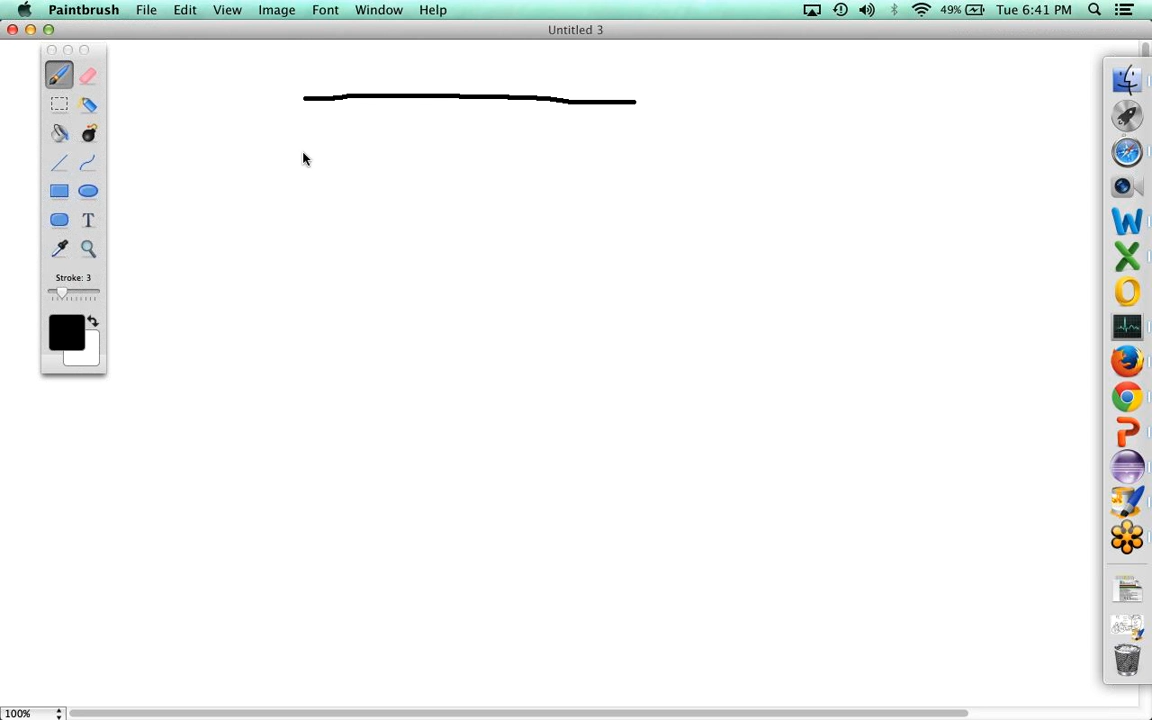 Paintbrush File Edit View Image Font Window Help 49% Tue 6:41 PM
Untitled 3
T
Stroke: 3
100%